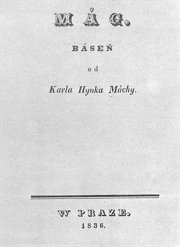 MÁG.
BÁSEŇ
od
Karla Hynka Máchy.
W PRAZE.
1836.